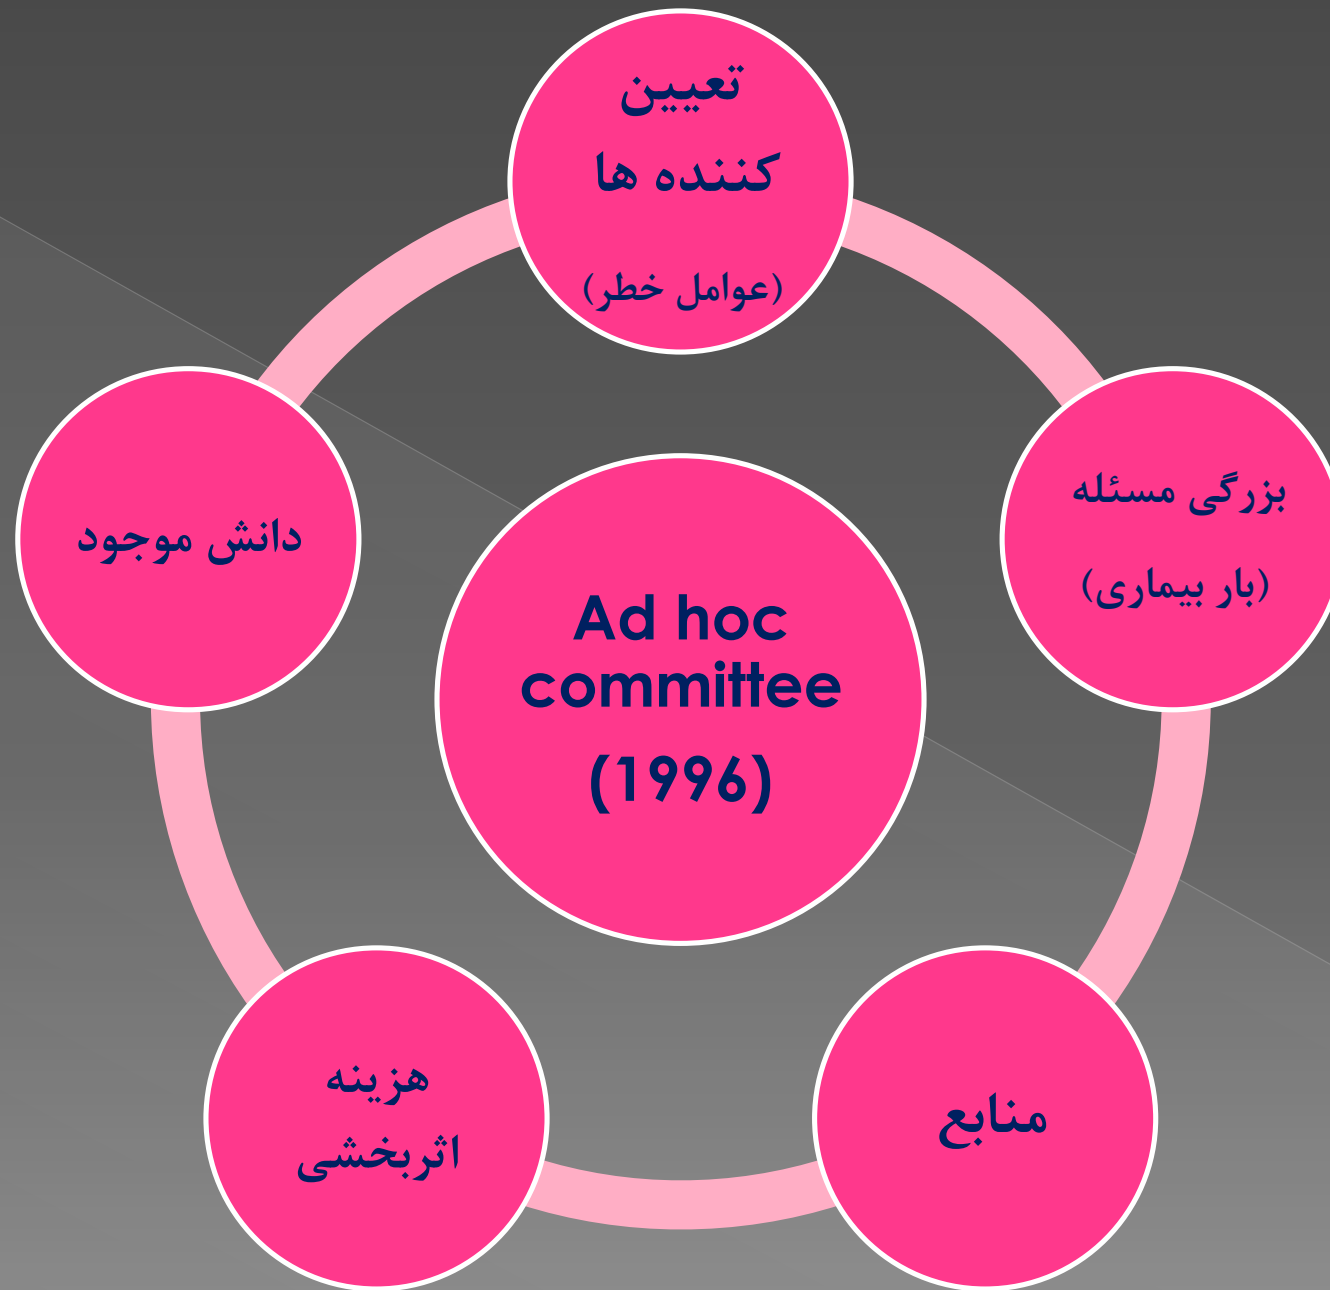 تعیین
کننده ها
(عوامل خطر)
بزرگی مسئله
(بار بیماری)
دانش موجود
Ad hoc
committee
(1996)
منابع
هزینه
اثربخشی